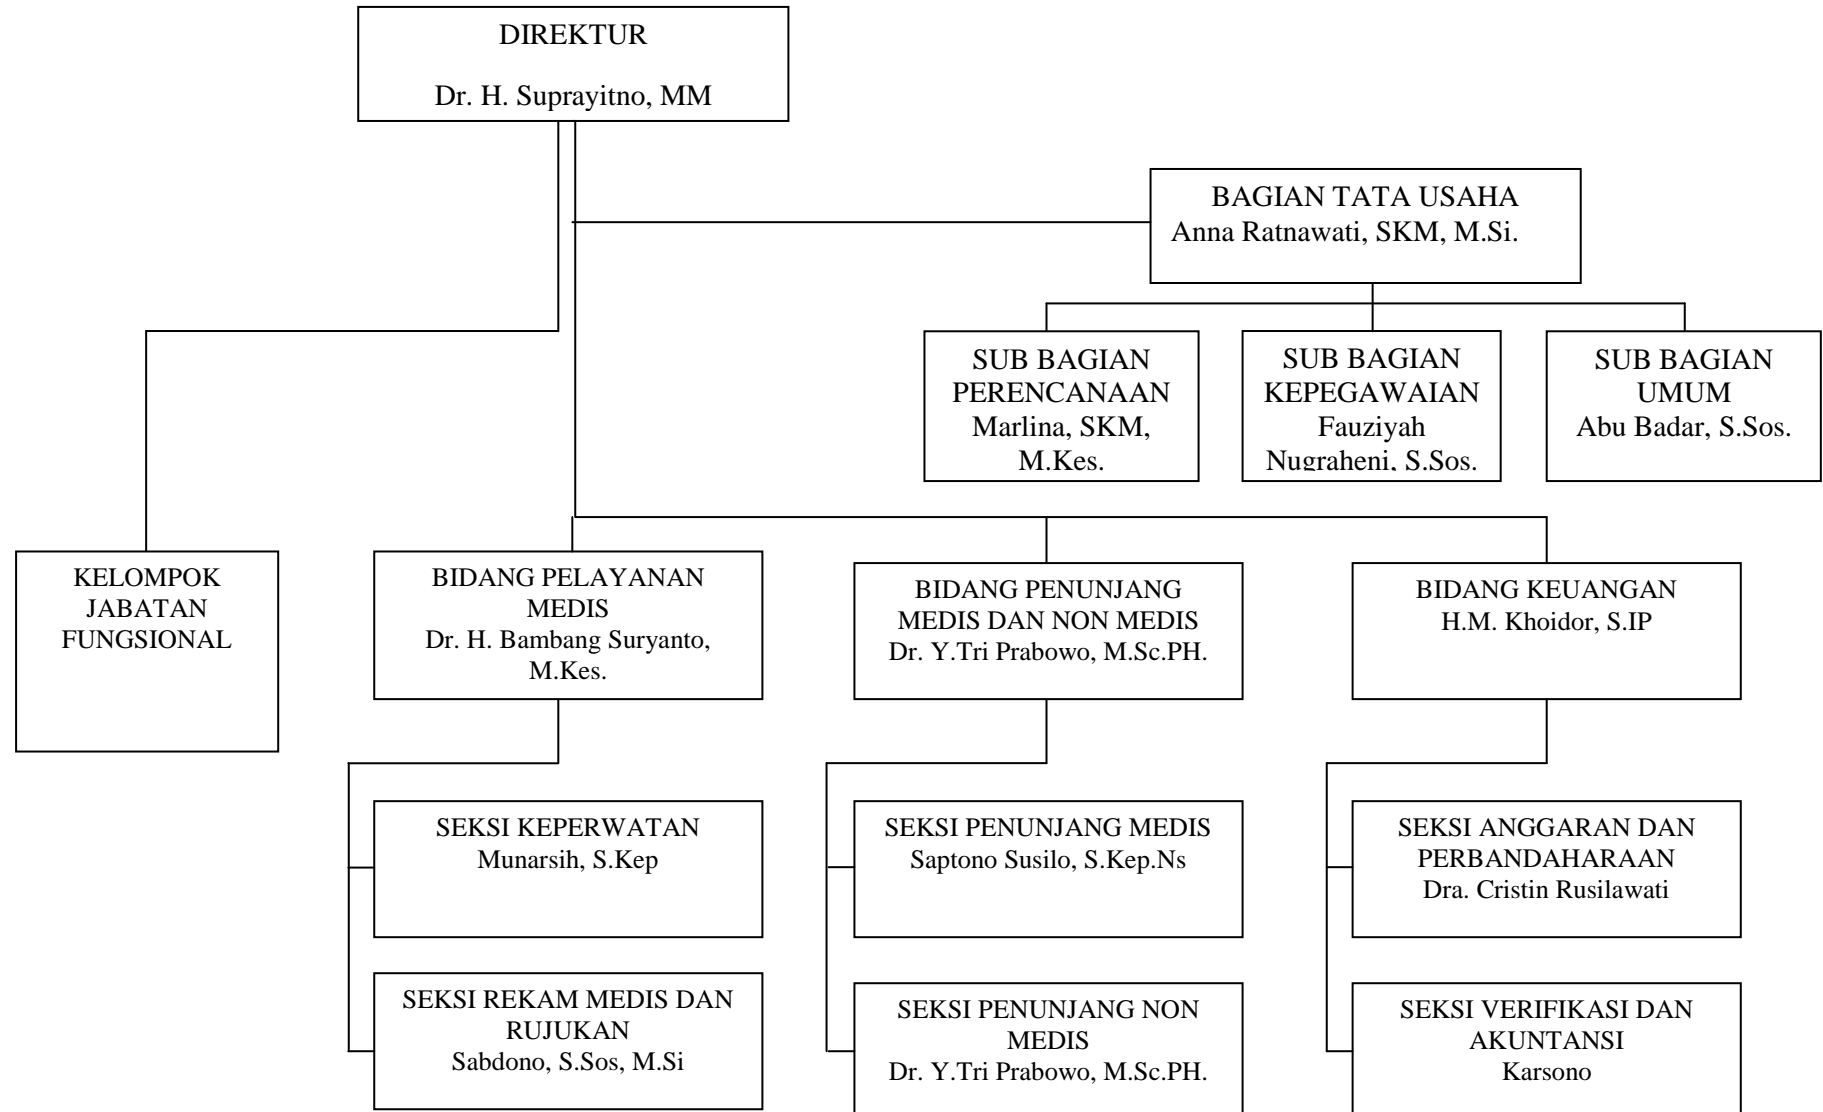 DIREKTUR
Dr. H. Suprayitno, MM
BAGIAN TATA USAHA
Anna Ratnawati, SKM, M.Si.
SUB BAGIAN
PERENCANAAN
Marlina, SKM,
M.Kes.
SUB BAGIAN
KEPEGAWAIAN
Fauziyah
Nugraheni, S.Sos.
SUB BAGIAN
UMUM
Abu Badar, S.Sos.
KELOMPOK
JABATAN
FUNGSIONAL
BIDANG PELAYANAN
MEDIS
Dr. H. Bambang Suryanto,
M.Kes.
BIDANG PENUNJANG
MEDIS DAN NON MEDIS
Dr. Y.Tri Prabowo, M.Sc.PH.
BIDANG KEUANGAN
H.M. Khoidor, S.IP
SEKSI KEPERWATAN
Munarsih, S.Kep
SEKSI PENUNJANG MEDIS
Saptono Susilo, S.Kep.Ns
SEKSI ANGGARAN DAN
PERBANDAHARAAN
Dra. Cristin Rusilawati
SEKSI REKAM MEDIS DAN
RUJUKAN
Sabdono, S.Sos, M.Si
SEKSI PENUNJANG NON
MEDIS
Dr. Y.Tri Prabowo, M.Sc.PH.
SEKSI VERIFIKASI DAN
AKUNTANSI
Karsono